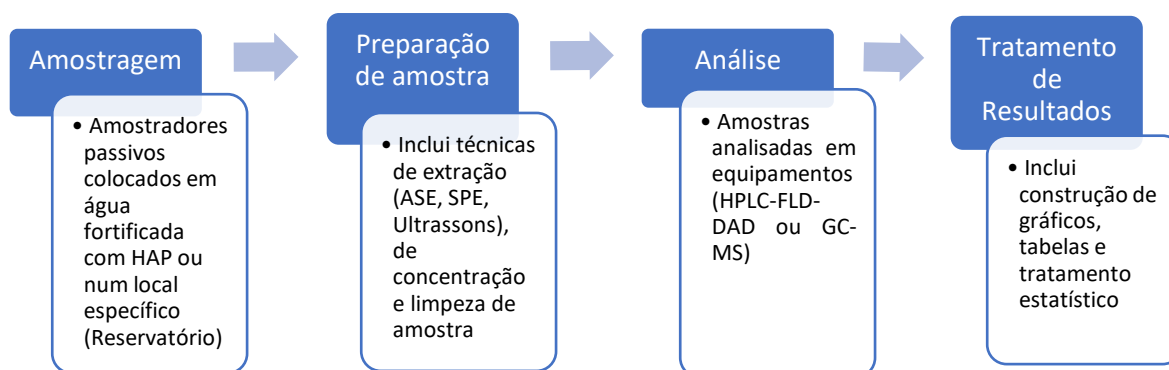 Amostragem
• Amostradores
passivos
colocados em
água
fortificada
com HAP ou
num local
específico
(Reservatório)
Preparação
de amostra
• Inclui técnicas
de extração
(ASE, SPE,
Ultrassons),
de
concentração
e limpeza de
amostra
Análise
• Amostras
analisadas em
equipamentos
(HPLC-FLD-
DAD ou GC-
MS)
Tratamento
de
Resultados
• Inclui
construção de
gráficos,
tabelas e
tratamento
estatístico